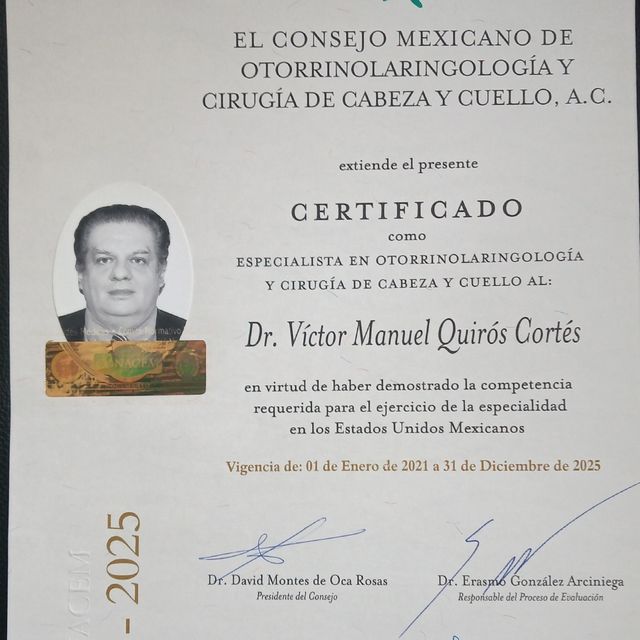 EL CONSEJO MEXICANO DE
OTORRINOLARINGOLOGÍA Y
CIRUGÍA DE CABEZA Y CUELLO, A.C.
extiende el presente
CERTIFICADO
como
ESPECIALISTA EN OTORRINOLARINGOLOGÍA
Y CIRUGÍA DE CABEZA Y CUELLO AL:
Dr. Víctor Manuel Quirós Cortés
en virtud de haber demostrado la competencia
requerida para el ejercicio de la especialidad
en los Estados Unidos Mexicanos
Vigencia de: 01 de Enero de 2021 a 31 de Diciembre de 2025
Dr. David Montes de Oca Rosas
Presidente del Consejo
Dr. Erasmo González Arciniega
Responsable del Proceso de Evaluación
- 2025